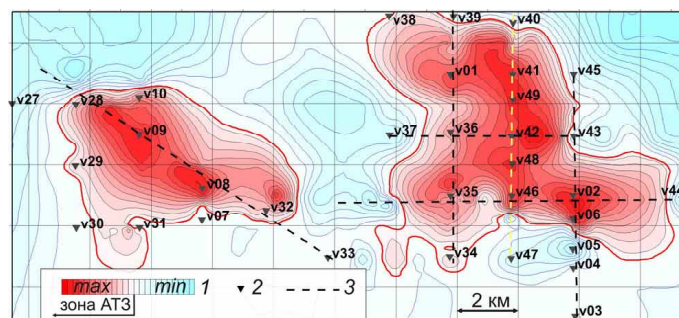 v38
v39
v40
v01
v41
v45
v27
v28
v10
v49
v09
v37
v36
v42
v43
v29
v48
v08
v35
v46
v02
v44
v32
v07
v06
v30
v31
v33
v34
v47
v05
v04
max min 1 2 3
зона АТЗ
2 км
v03